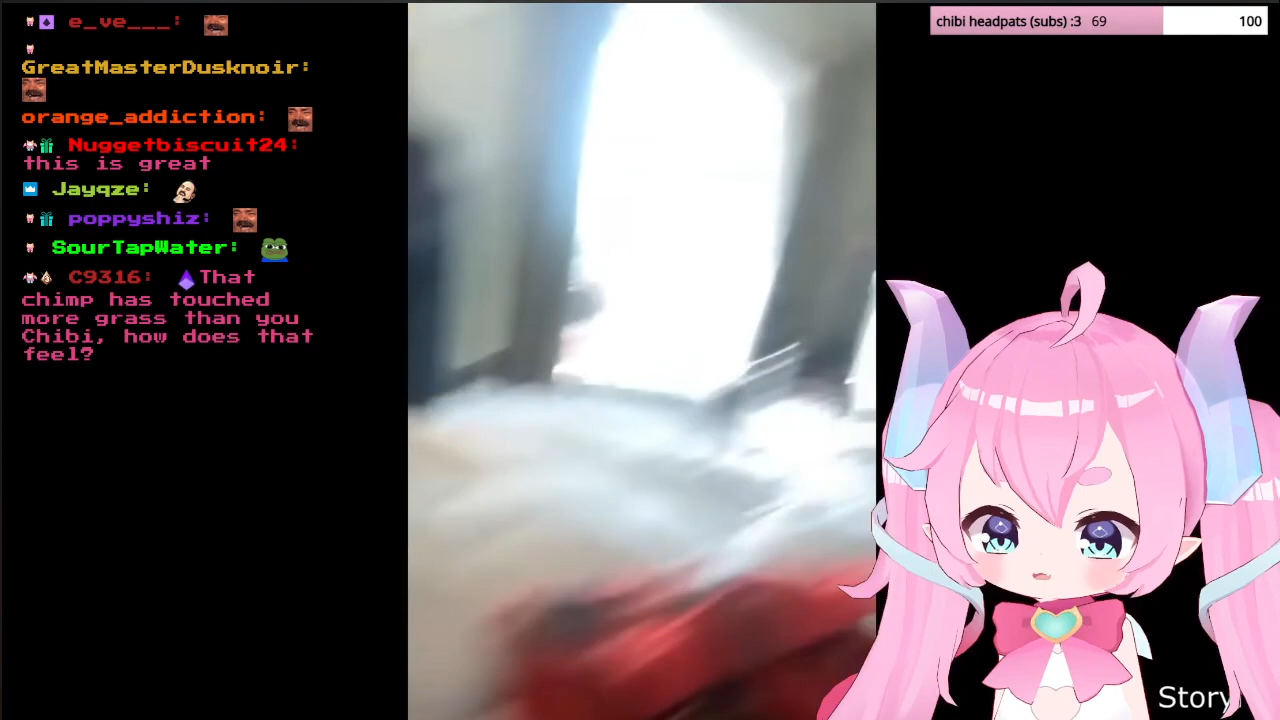 e_ve___:
chibi headpats (subs) :3 69 100
GreatMasterDusknoir:
orange_addiction:
Nuggetbiscuit24:
this is great
Jayqze:
poppyshiz:
SourTapWater:
C9316: That
chimp has touched
more grass than you
Chibi, how does that
feel?
Story